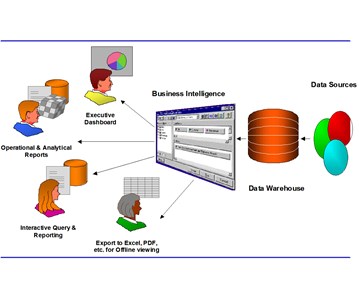 Business Intelligence
Data Sources
Executive
Dashboard
Operational & Analytical
Reports
Data Warehouse
Interactive Query &
Reporting
Export to Excel, PDF,
etc. for Offline viewing